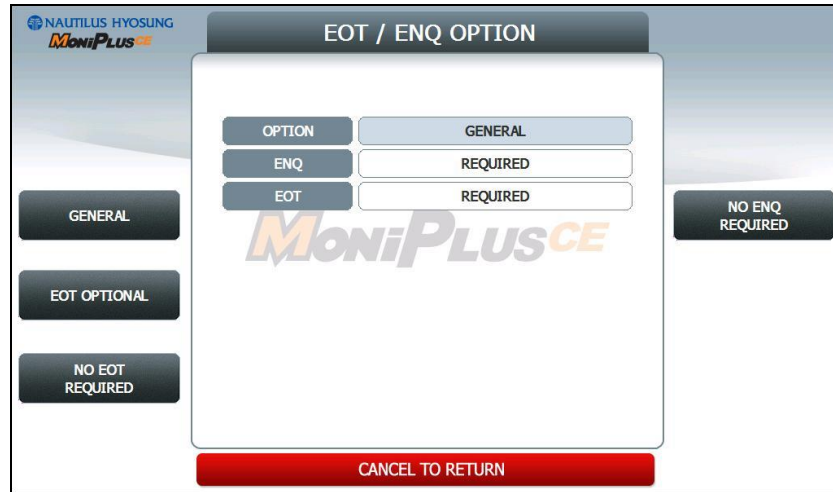 NAUTILUS HYOSUNG
MONIPLUSCE
EOT / ENQ OPTION
OPTION GENERAL
ENQ REQUIRED
EOT REQUIRED
MONIPLUSCE
GENERAL
EOT OPTIONAL
NO EOT
REQUIRED
NO ENQ
REQUIRED
CANCEL TO RETURN